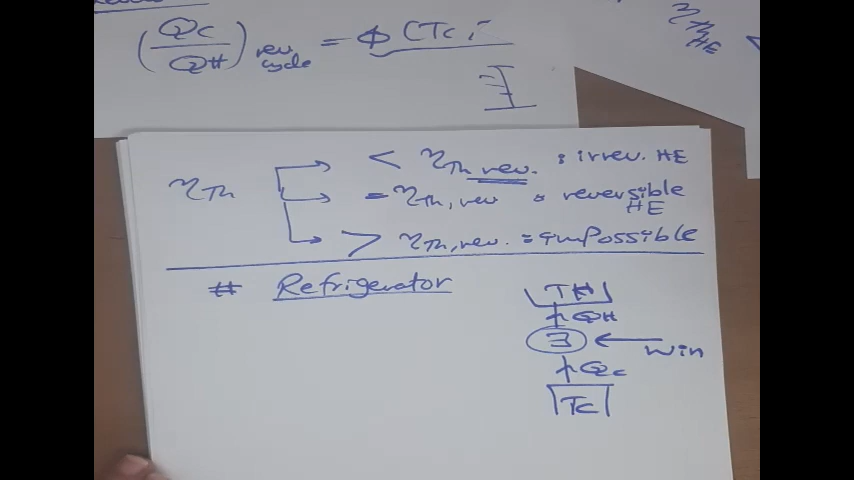 (Qc/QH) rev. cycle = φ (Tc,
ηTh
ηTh < ηTh rev. : irrev. HE
= ηTh, rev : reversible HE
> ηTh, rev. : impossible
# Refrigerator
TH
QH
Win
Qc
Tc